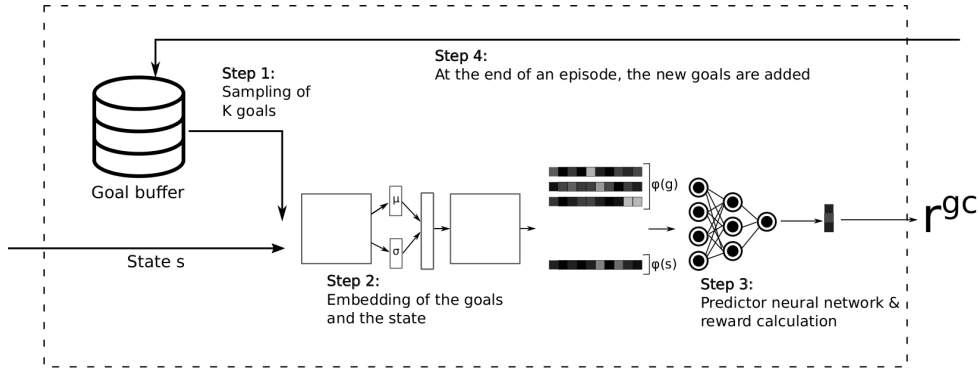 Step 4:
At the end of an episode, the new goals are added
Step 1:
Sampling of
K goals
Goal buffer
State s
μ
σ
Step 2:
Embedding of the goals
and the state
φ(g)
φ(s)
Step 3:
Predictor neural network &
reward calculation
r^gc